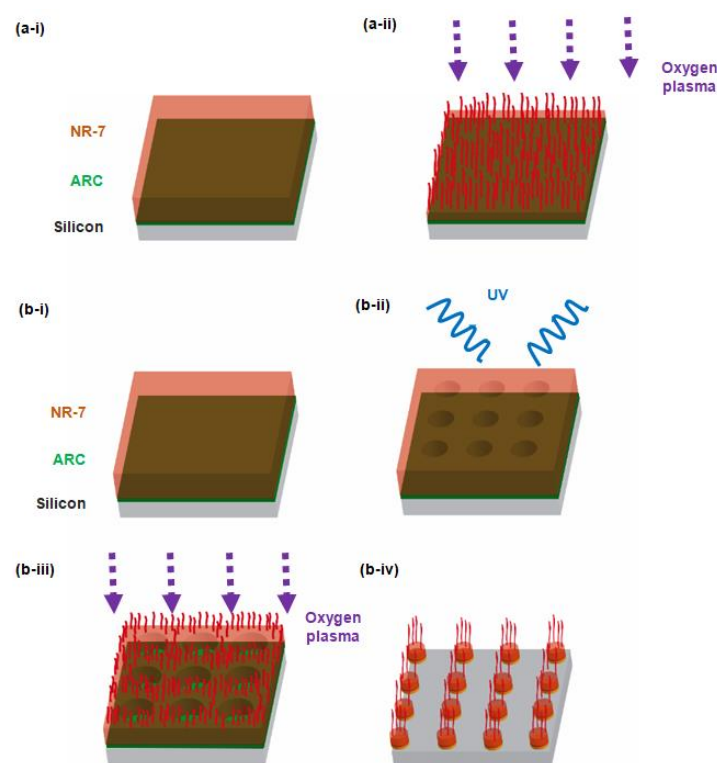 (a-i)
(a-ii)
Oxygen
plasma
NR-7
ARC
Silicon
(b-i)
(b-ii)
UV
NR-7
ARC
Silicon
(b-iii)
(b-iv)
Oxygen
plasma